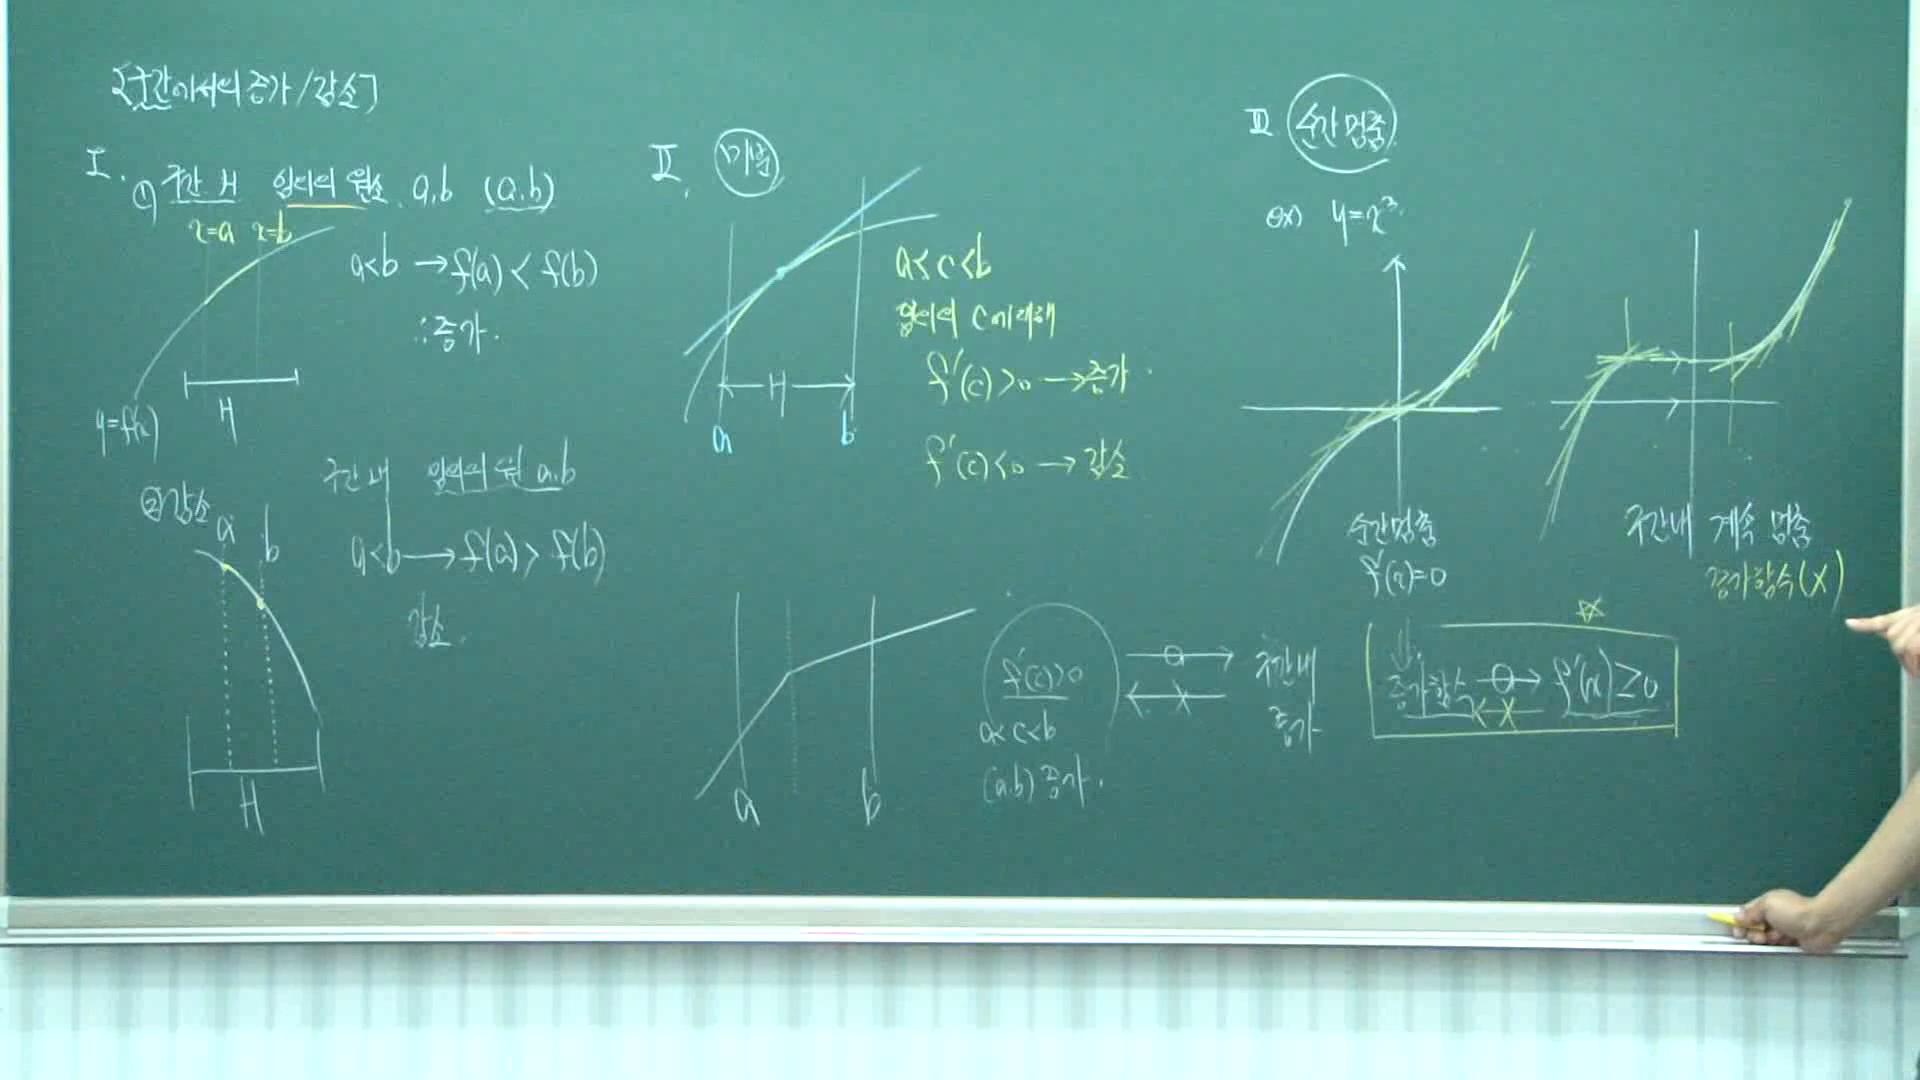 [구간에서의 증가/감소]
I.
① 구간 H 임의의 원소 a,b (a,b)
x=a x=b
a<b → f(a) < f(b)
∴증가.
y=f(x)
H
②감소
a b
구간 내 임의의 원소 a,b
a<b → f(a) > f(b)
감소.
H
II. 미분
a<c<b
임의의 c에 대해
f'(c)>0 → 증가
f'(c)<0 → 감소
H
a b
a b
f'(c)>0
a<c<b
(a,b) 증가.
구간내
증가
III 순간멈춤
ex) y=x³
순간멈춤
f'(a)=0
구간내 계속 멈춤
증가함수(X)
증가함수 → f'(x)≥0